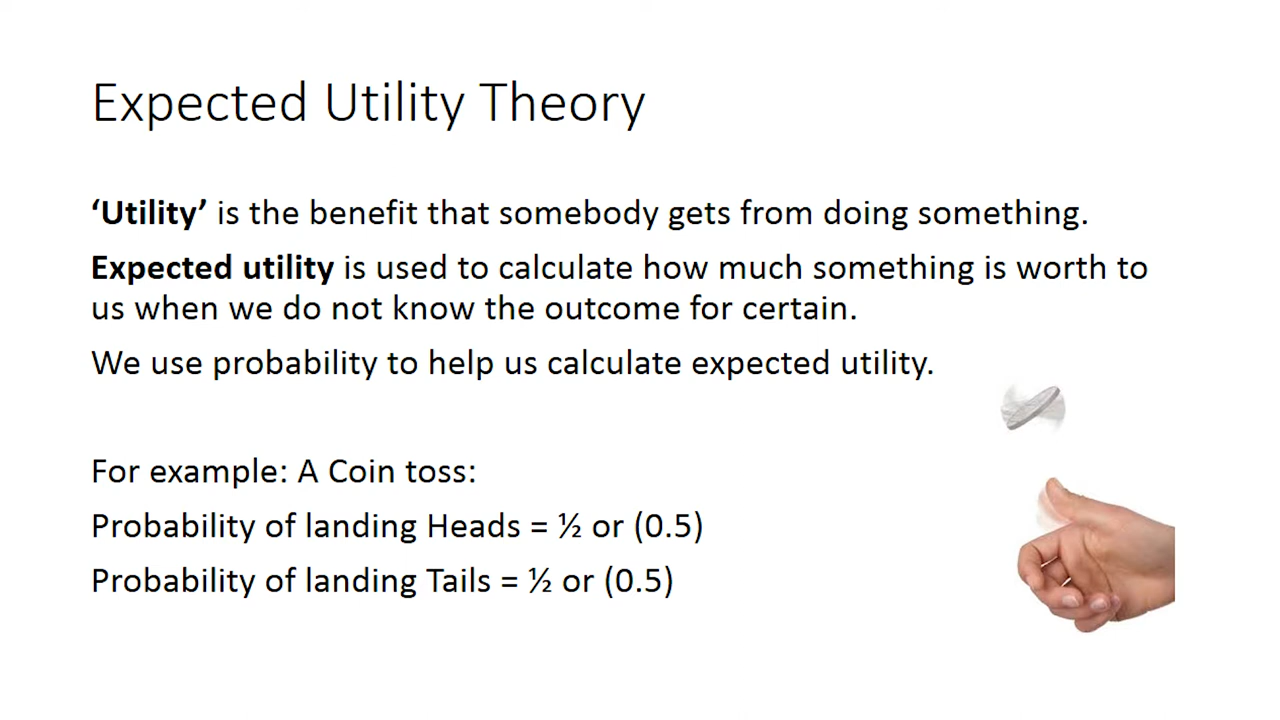 Expected Utility Theory
‘Utility’ is the benefit that somebody gets from doing something.
Expected utility is used to calculate how much something is worth to
us when we do not know the outcome for certain.
We use probability to help us calculate expected utility.
For example: A Coin toss:
Probability of landing Heads = ½ or (0.5)
Probability of landing Tails = ½ or (0.5)